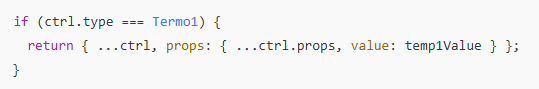 if (ctrl.type === Termo1) {
  return { ...ctrl, props: { ...ctrl.props, value: temp1Value } };
}